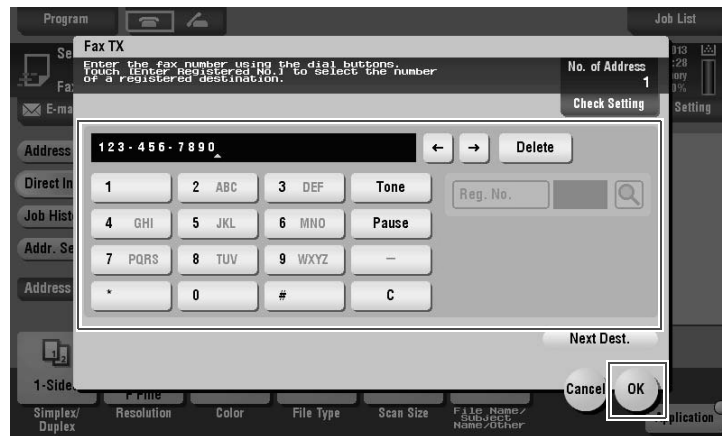 Program
Job List
Se
Fax TX
Enter the fax number using the dial buttons.
Touch [Enter Registered No.] to select the number
of a registered destination.
No. of Address
1
Check Setting
:28
Fa
E-ma
Setting
Address
Direct In
Job Hist
Addr. Se
Address
123-456-7890
← → Delete
1 2 ABC 3 DEF Tone
Reg. No.
4 GHI 5 JKL 6 MNO Pause
7 PQRS 8 TUV 9 WXYZ –
* 0 # C
Next Dest.
Cancel OK
1-Side
Simplex/
Duplex
Resolution
Color
File Type
Scan Size
File Name/
Subject
Name/Other
plication